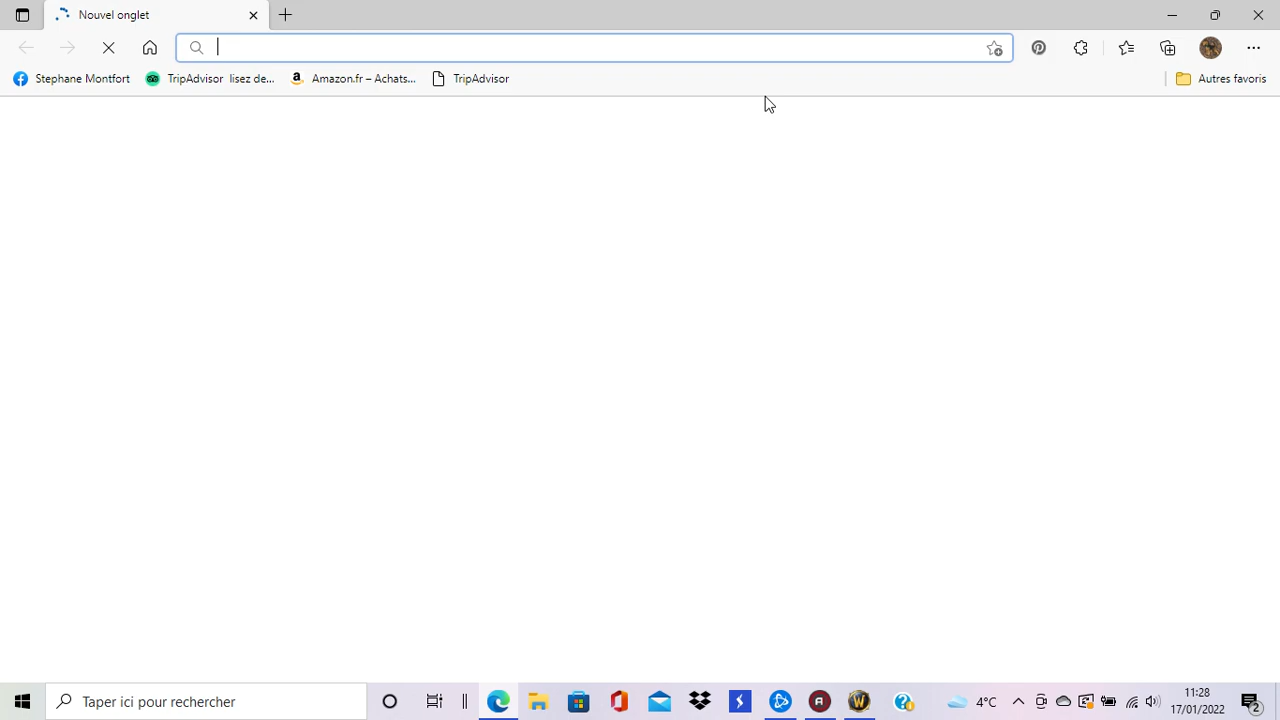 Nouvel onglet
Stephane Montfort TripAdvisor lisez de... a Amazon.fr – Achats... TripAdvisor Autres favoris
Taper ici pour rechercher 4°C 11:28
17/01/2022 2